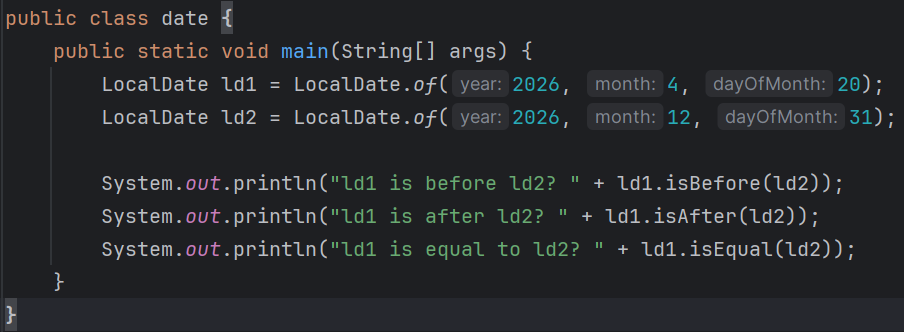 public class date {
    public static void main(String[] args) {
        LocalDate ld1 = LocalDate.of( year: 2026, month: 4, dayOfMonth: 20);
        LocalDate ld2 = LocalDate.of( year: 2026, month: 12, dayOfMonth: 31);
        System.out.println("ld1 is before ld2? " + ld1.isBefore(ld2));
        System.out.println("ld1 is after ld2? " + ld1.isAfter(ld2));
        System.out.println("ld1 is equal to ld2? " + ld1.isEqual(ld2));
    }
}